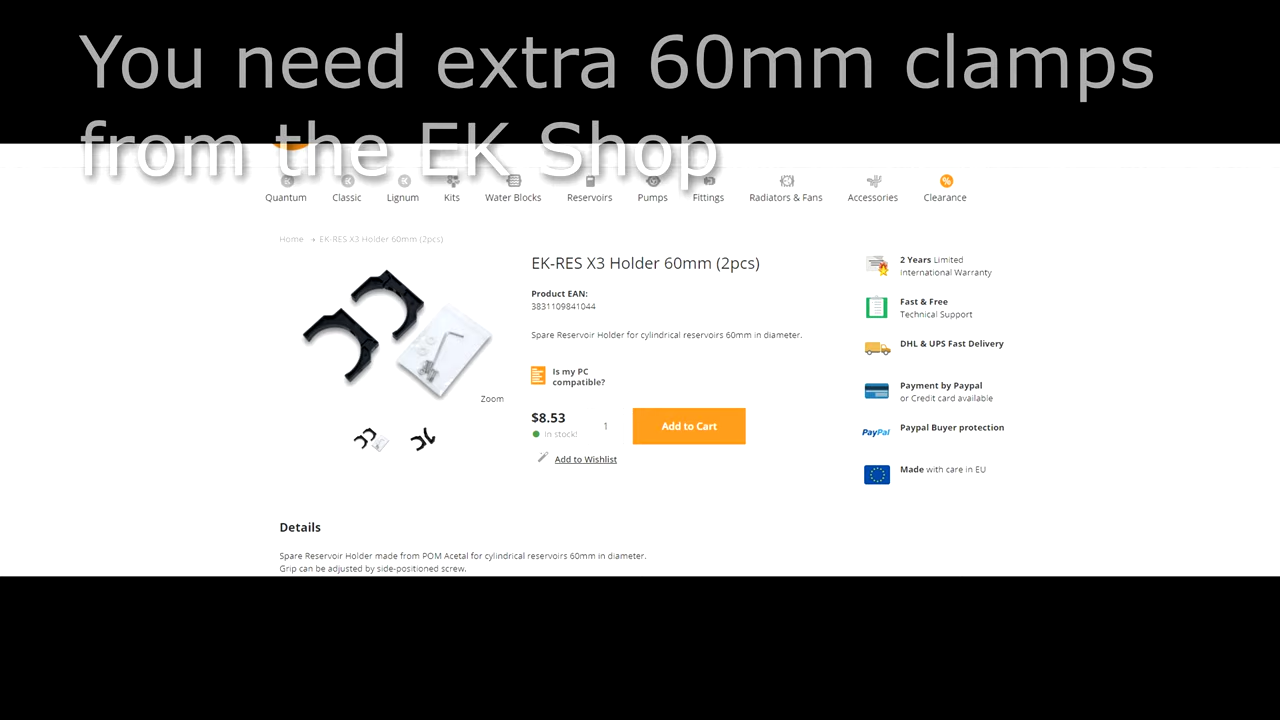 You need extra 60mm clamps
from the EK Shop
Quantum Classic Lignum Kits Water Blocks Reservoirs Pumps Fittings Radiators & Fans Accessories Clearance
Home → EK-RES X3 Holder 60mm (2pcs)
EK-RES X3 Holder 60mm (2pcs)
Product EAN:
3831109841044
Spare Reservoir Holder for cylindrical reservoirs 60mm in diameter.
Is my PC
compatible?
Zoom
$8.53
In stock!
1
Add to Cart
Add to Wishlist
2 Years Limited
International Warranty
Fast & Free
Technical Support
DHL & UPS Fast Delivery
Payment by Paypal
or Credit card available
PayPal
Paypal Buyer protection
Made with care in EU
Details
Spare Reservoir Holder made from POM Acetal for cylindrical reservoirs 60mm in diameter.
Grip can be adjusted by side-positioned screw.